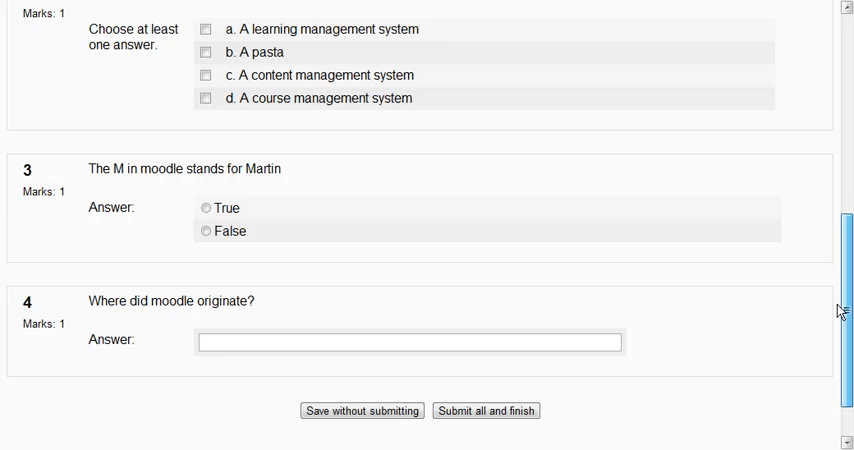 Marks: 1
Choose at least
one answer.
a. A learning management system
b. A pasta
c. A content management system
d. A course management system
3
The M in moodle stands for Martin
Marks: 1
Answer:
True
False
4
Where did moodle originate?
Marks: 1
Answer:
Save without submitting
Submit all and finish